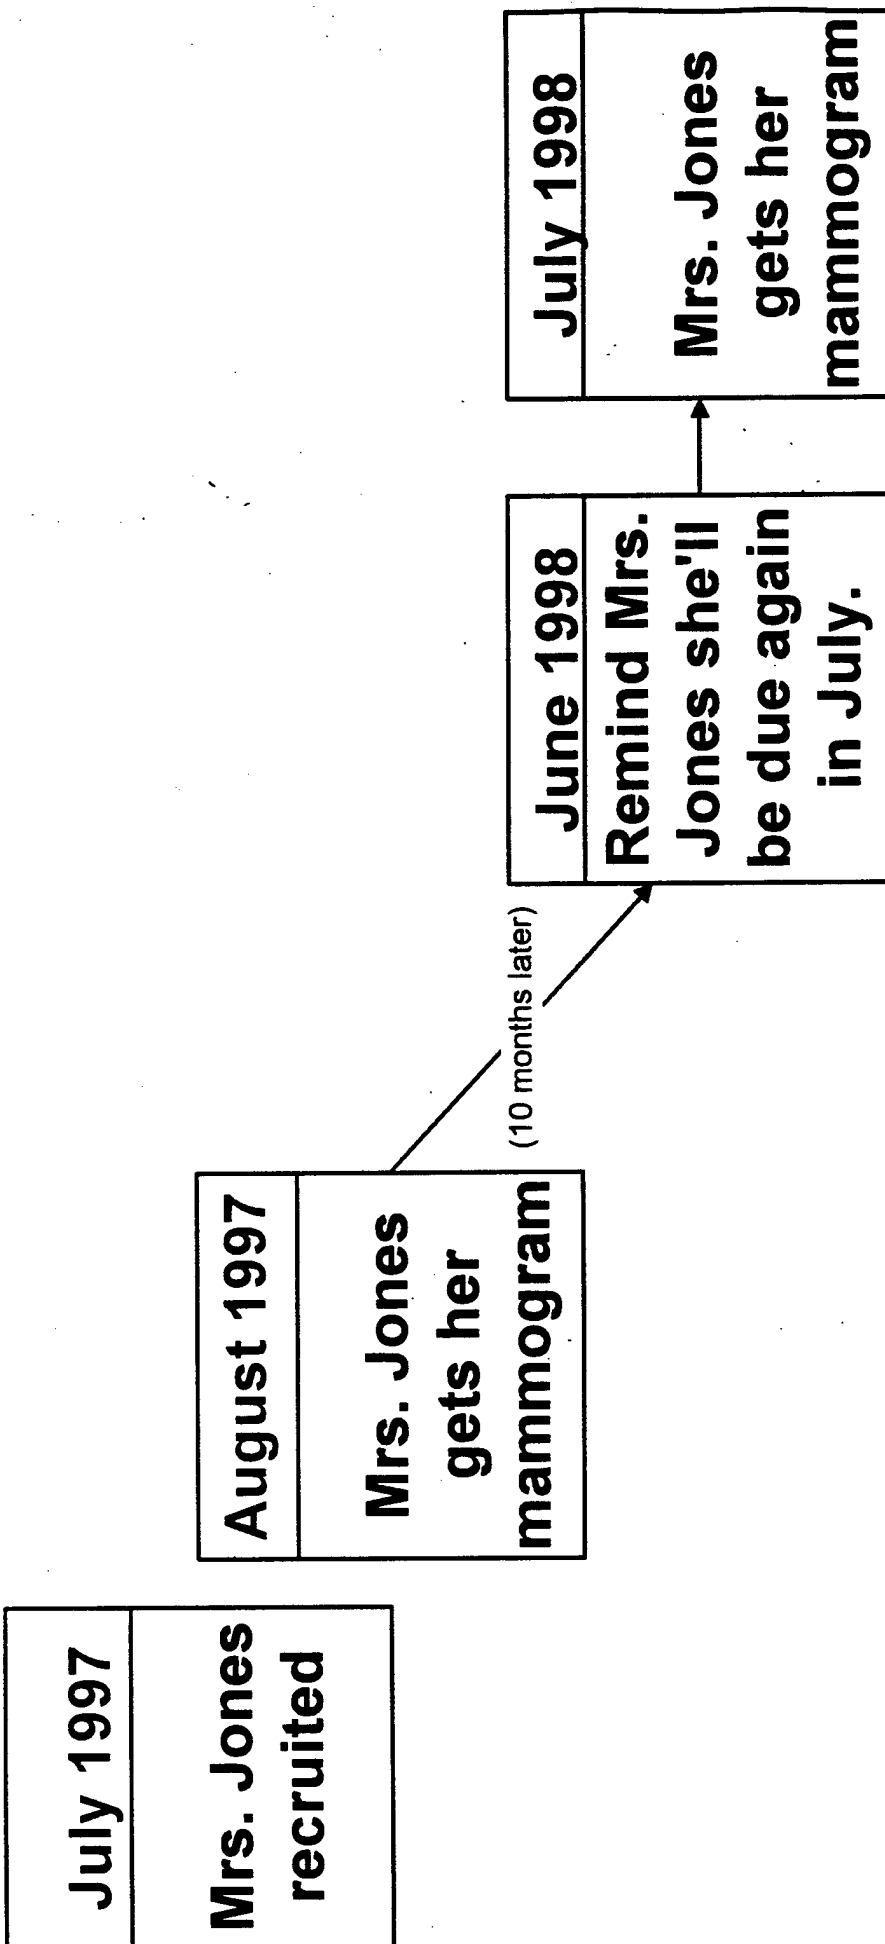 July 1997
Mrs. Jones
recruited
August 1997
Mrs. Jones
gets her
mammogram
(10 months later)
June 1998
Remind Mrs.
Jones she'll
be due again
in July.
July 1998
Mrs. Jones
gets her
mammogram